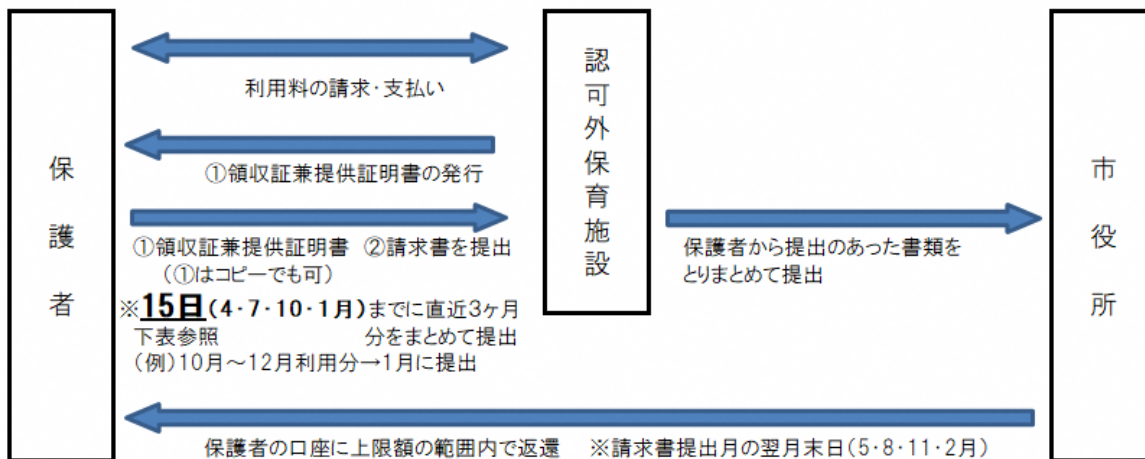 保護者
認可外保育施設
市役所
利用料の請求・支払い
①領収証兼提供証明書の発行
①領収証兼提供証明書 ②請求書を提出
(①はコピーでも可)
※15日(4・7・10・1月)までに直近3ヶ月
下表参照 分をまとめて提出
(例)10月~12月利用分→1月に提出
保護者から提出のあった書類を
とりまとめて提出
保護者の口座に上限額の範囲内で返還 ※請求書提出月の翌月末日(5・8・11・2月)